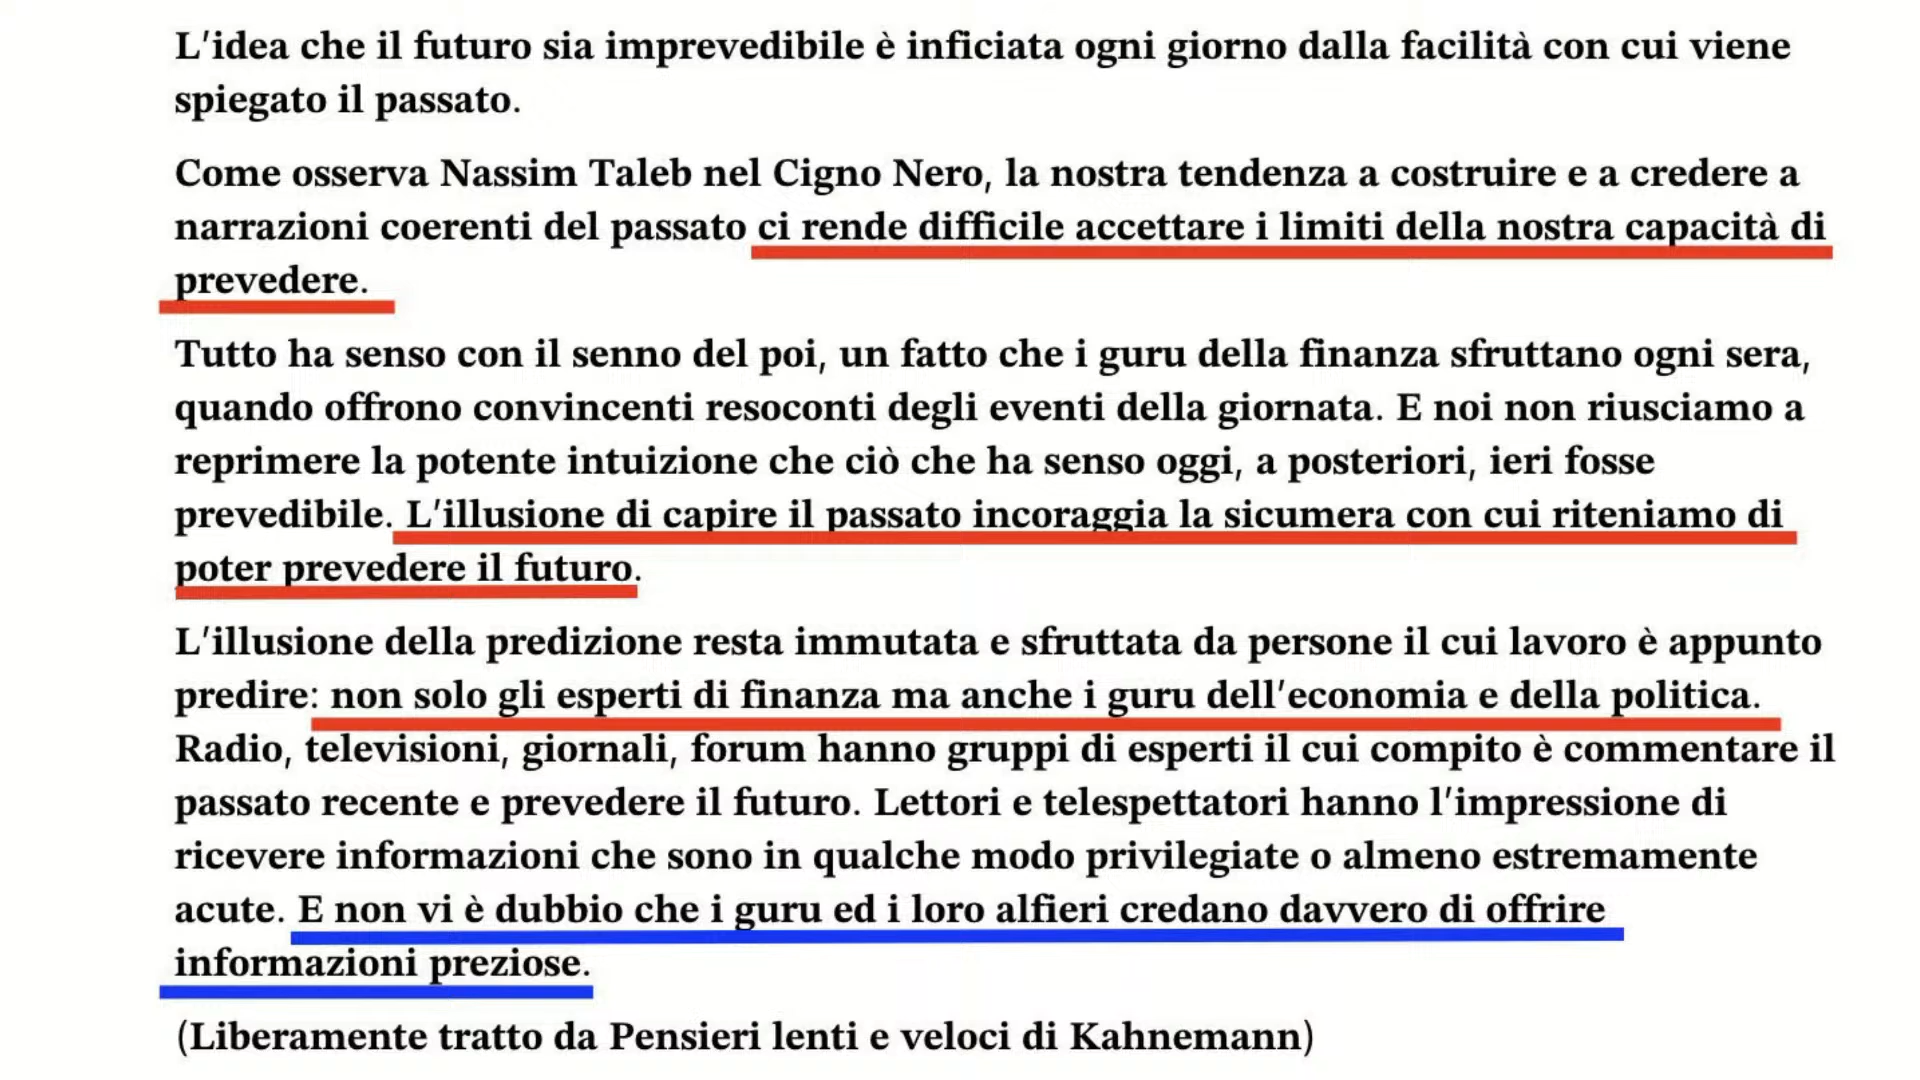 L'idea che il futuro sia imprevedibile è inficiata ogni giorno dalla facilità con cui viene
spiegato il passato.
Come osserva Nassim Taleb nel Cigno Nero, la nostra tendenza a costruire e a credere a
narrazioni coerenti del passato ci rende difficile accettare i limiti della nostra capacità di
prevedere.
Tutto ha senso con il senno del poi, un fatto che i guru della finanza sfruttano ogni sera,
quando offrono convincenti resoconti degli eventi della giornata. E noi non riusciamo a
reprimere la potente intuizione che ciò che ha senso oggi, a posteriori, ieri fosse
prevedibile. L'illusione di capire il passato incoraggia la sicumera con cui riteniamo di
poter prevedere il futuro.
L'illusione della predizione resta immutata e sfruttata da persone il cui lavoro è appunto
predire: non solo gli esperti di finanza ma anche i guru dell'economia e della politica.
Radio, televisioni, giornali, forum hanno gruppi di esperti il cui compito è commentare il
passato recente e prevedere il futuro. Lettori e telespettatori hanno l'impressione di
ricevere informazioni che sono in qualche modo privilegiate o almeno estremamente
acute. E non vi è dubbio che i guru ed i loro alfieri credano davvero di offrire
informazioni preziose.
(Liberamente tratto da Pensieri lenti e veloci di Kahnemann)